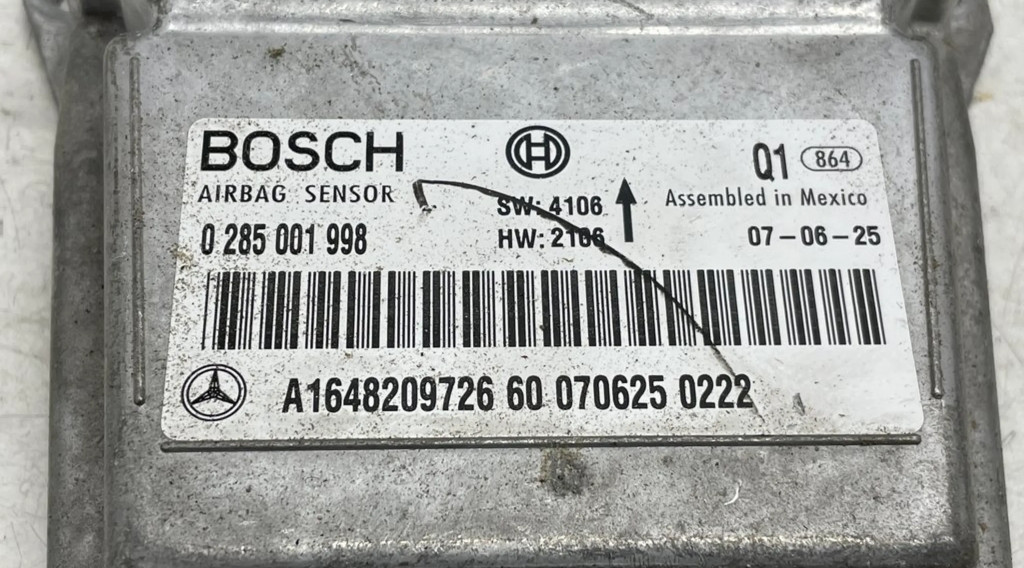 BOSCH
Q1 864
AIRBAG SENSOR
SW: 4106
Assembled in Mexico
0 285 001 998
HW: 2106
07-06-25
A1648209726 60 070625 0222